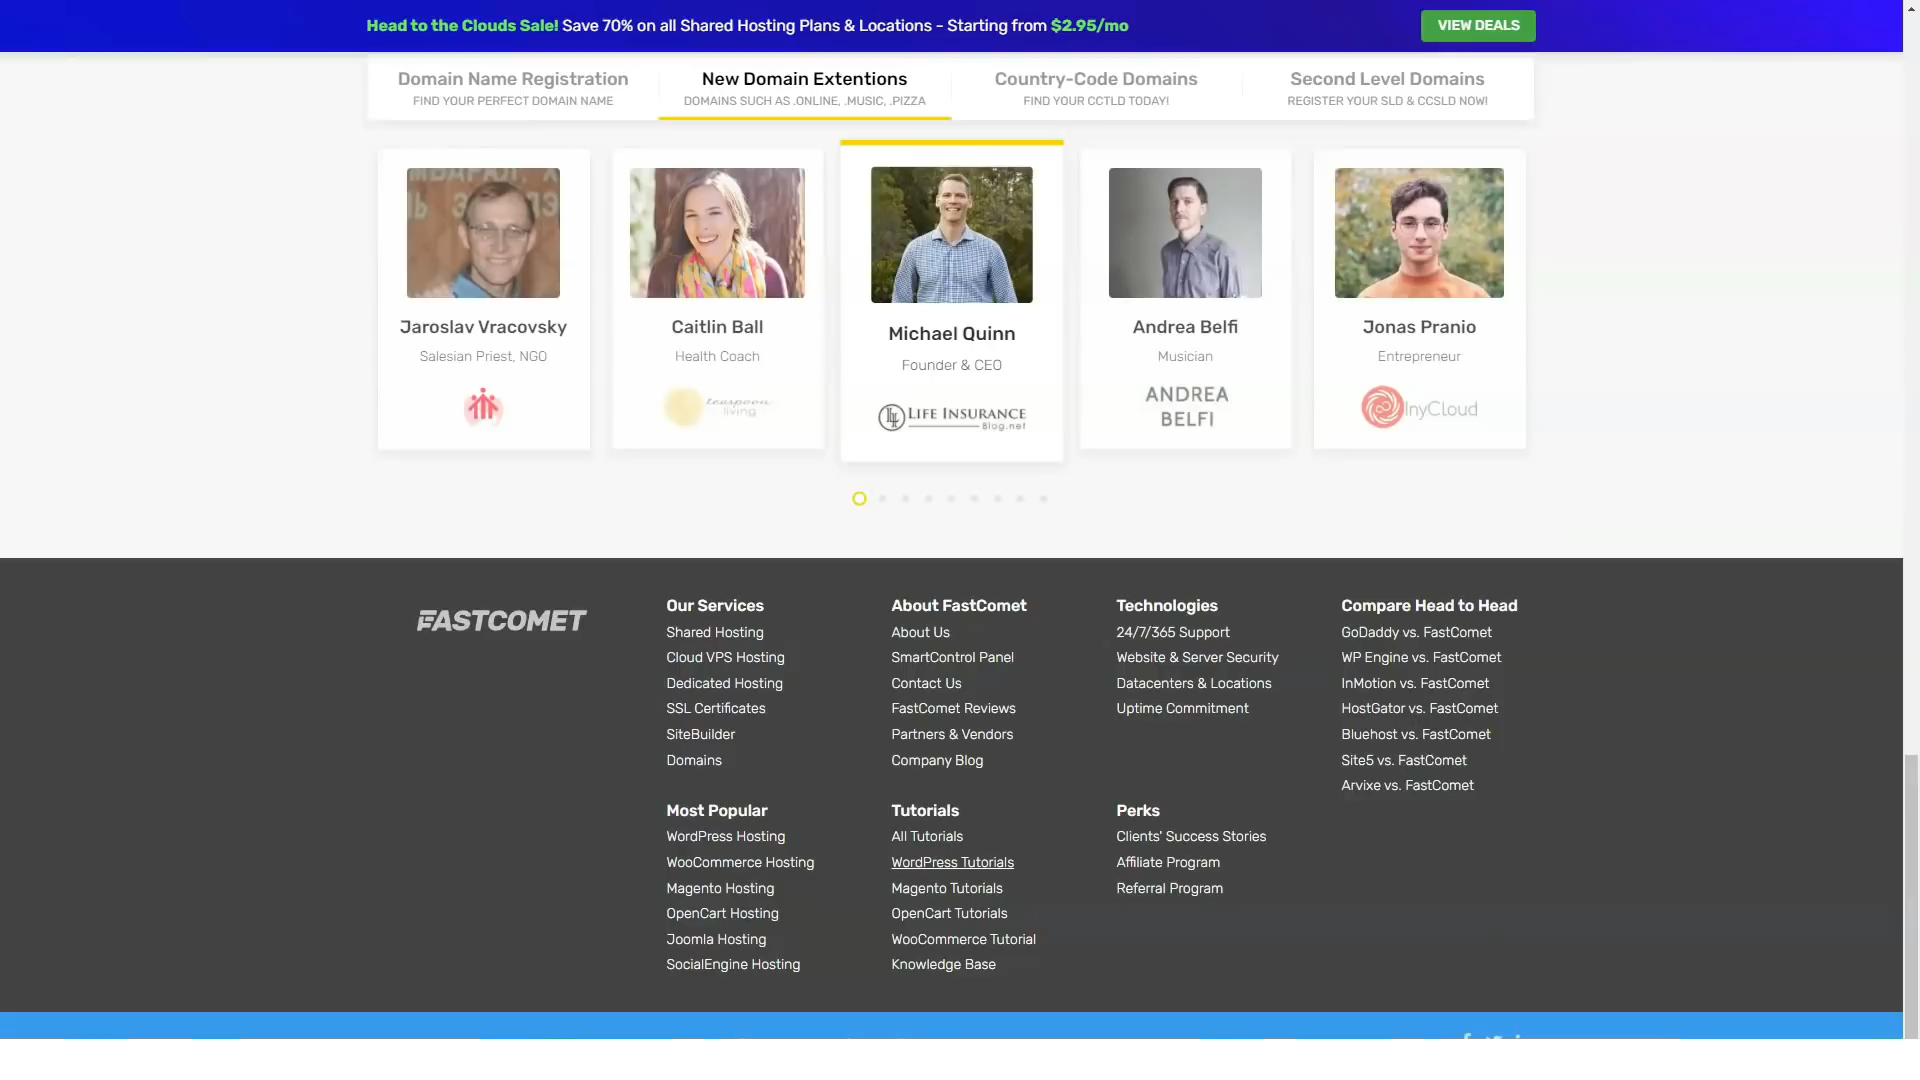 Head to the Clouds Sale! Save 70% on all Shared Hosting Plans & Locations - Starting from $2.95/mo
VIEW DEALS
Domain Name Registration
FIND YOUR PERFECT DOMAIN NAME
New Domain Extentions
DOMAINS SUCH AS .ONLINE, .MUSIC, .PIZZA
Country-Code Domains
FIND YOUR CCTLD TODAY!
Second Level Domains
REGISTER YOUR SLD & CCSLD NOW!
Jaroslav Vracovsky
Salesian Priest, NGO
Caitlin Ball
Health Coach
teaspoon
living
Michael Quinn
Founder & CEO
LIFE INSURANCE
Blog.net
Andrea Belfi
Musician
ANDREA
BELFI
Jonas Pranio
Entrepreneur
InyCloud
FASTCOMET
Our Services
Shared Hosting
Cloud VPS Hosting
Dedicated Hosting
SSL Certificates
SiteBuilder
Domains
About FastComet
About Us
SmartControl Panel
Contact Us
FastComet Reviews
Partners & Vendors
Company Blog
Technologies
24/7/365 Support
Website & Server Security
Datacenters & Locations
Uptime Commitment
Compare Head to Head
GoDaddy vs. FastComet
WP Engine vs. FastComet
InMotion vs. FastComet
HostGator vs. FastComet
Bluehost vs. FastComet
Site5 vs. FastComet
Arvixe vs. FastComet
Most Popular
WordPress Hosting
WooCommerce Hosting
Magento Hosting
OpenCart Hosting
Joomla Hosting
SocialEngine Hosting
Tutorials
All Tutorials
WordPress Tutorials
Magento Tutorials
OpenCart Tutorials
WooCommerce Tutorial
Knowledge Base
Perks
Clients' Success Stories
Affiliate Program
Referral Program